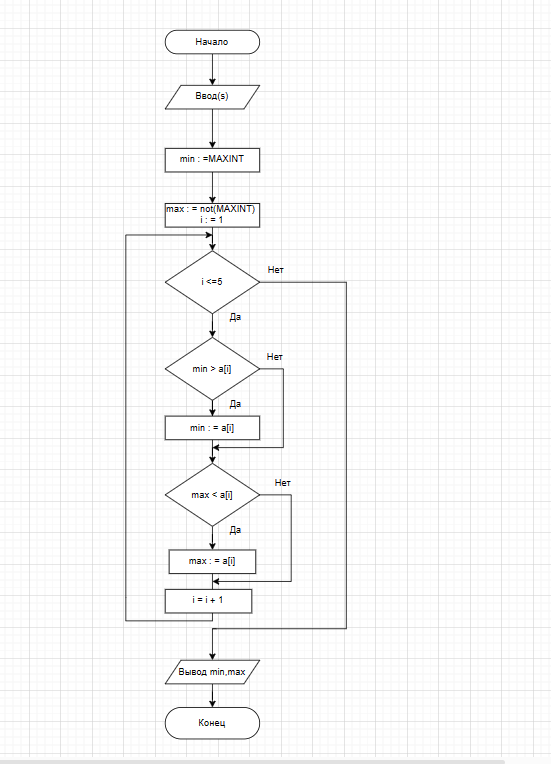 Начало
Ввод(s)
min : =MAXINT
max : = not(MAXINT)
i : = 1
i <=5
Нет
Да
min > a[i]
Нет
Да
min : = a[i]
max < a[i]
Нет
Да
max : = a[i]
i = i + 1
Вывод min,max
Конец